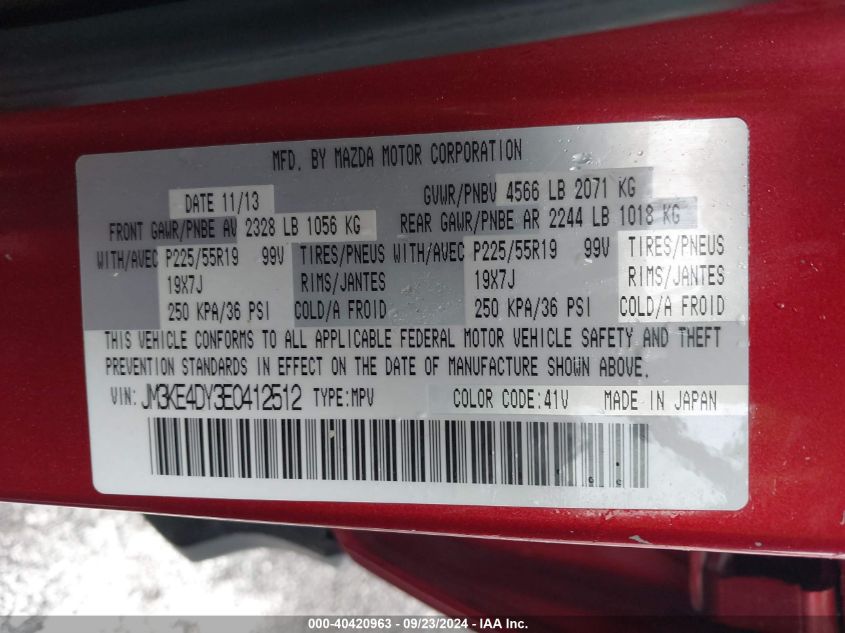 MFD. BY MAZDA MOTOR CORPORATION
DATE 11/13 GVWR/PNBV 4566 LB 2071 KG
FRONT GAWR/PNBE AV 2328 LB 1056 KG REAR GAWR/PNBE AR 2244 LB 1018 KG
WITH/AVEC P225/55R19 99V TIRES/PNEUS WITH/AVEC P225/55R19 99V TIRES/PNEUS
19X7J RIMS/JANTES 19X7J RIMS/JANTES
250 KPA/36 PSI COLD/A FROID 250 KPA/36 PSI COLD/A FROID
THIS VEHICLE CONFORMS TO ALL APPLICABLE FEDERAL MOTOR VEHICLE SAFETY AND THEFT
PREVENTION STANDARDS IN EFFECT ON THE DATE OF MANUFACTURE SHOWN ABOVE.
VIN: JM3KE4DY3E0412512 TYPE:MPV COLOR CODE:41V MADE IN JAPAN
000-40420963 - 09/23/2024 - IAA Inc.